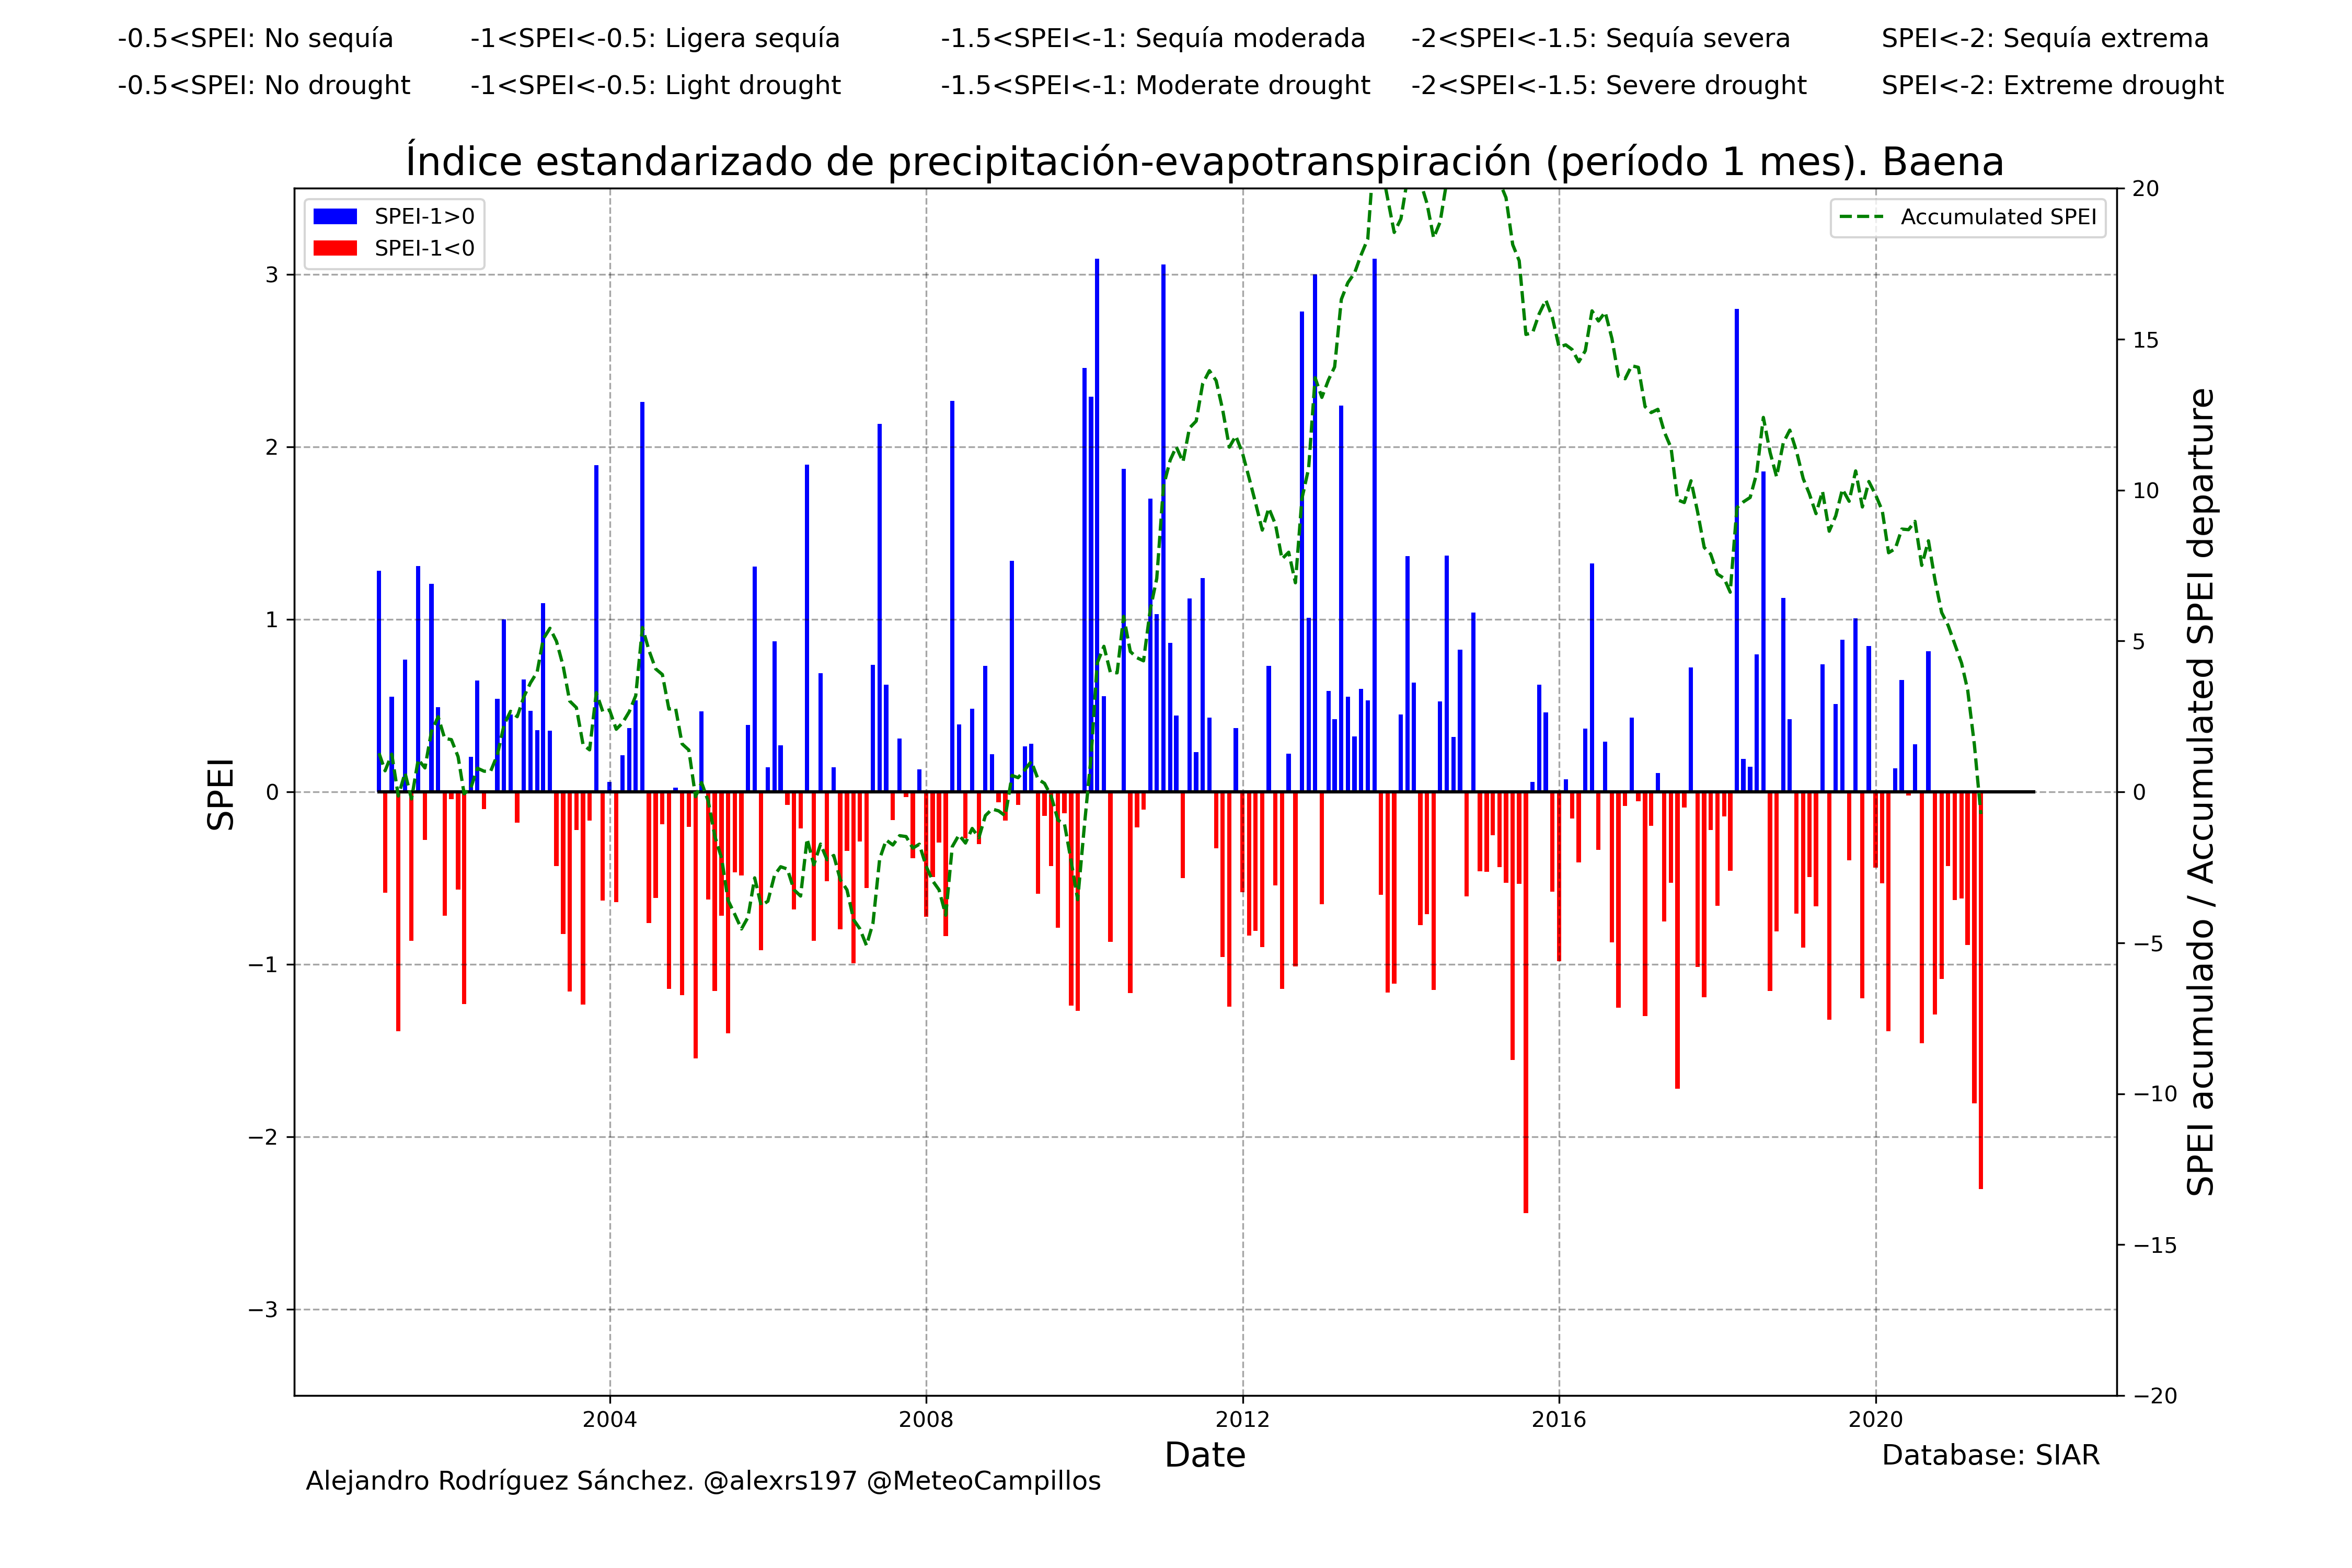 -0.5<SPEI: No sequía -1<SPEI<-0.5: Ligera sequía -1.5<SPEI<-1: Sequía moderada -2<SPEI<-1.5: Sequía severa SPEI<-2: Sequía extrema
-0.5<SPEI: No drought -1<SPEI<-0.5: Light drought -1.5<SPEI<-1: Moderate drought -2<SPEI<-1.5: Severe drought SPEI<-2: Extreme drought
Índice estandarizado de precipitación-evapotranspiración (período 1 mes). Baena
SPEI-1>0
SPEI-1<0
Accumulated SPEI
SPEI
3
2
1
0
−1
−2
−3
20
15
10
5
0
−5
−10
−15
−20
SPEI acumulado / Accumulated SPEI departure
2004 2008 2012 2016 2020
Date
Database: SIAR
Alejandro Rodríguez Sánchez. @alexrs197 @MeteoCampillos